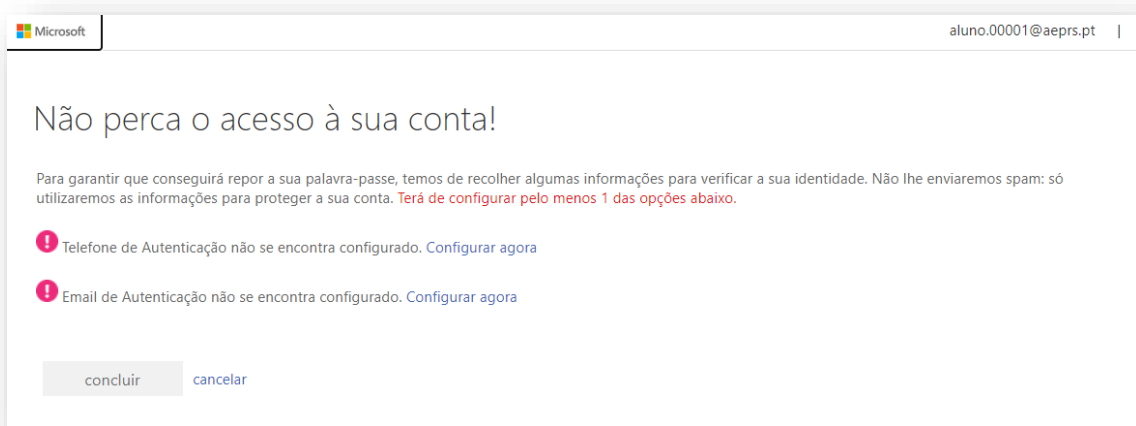 Microsoft
aluno.00001@aeprs.pt |
Não perca o acesso à sua conta!
Para garantir que conseguirá repor a sua palavra-passe, temos de recolher algumas informações para verificar a sua identidade. Não lhe enviaremos spam: só
utilizaremos as informações para proteger a sua conta. Terá de configurar pelo menos 1 das opções abaixo.
Telefone de Autenticação não se encontra configurado. Configurar agora
Email de Autenticação não se encontra configurado. Configurar agora
concluir cancelar